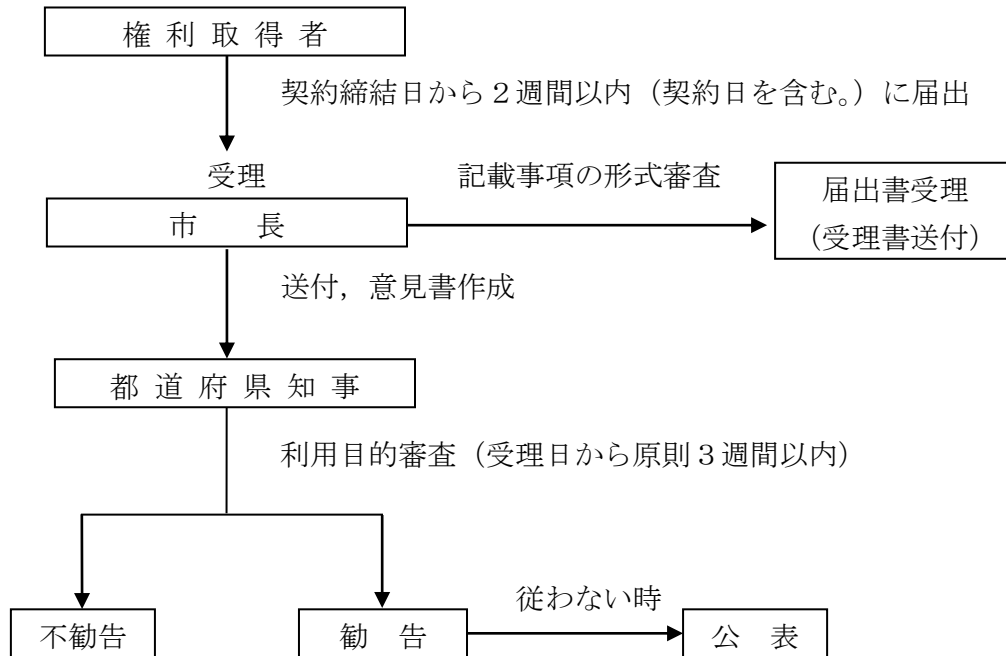 権利取得者
契約締結日から２週間以内（契約日を含む。）に届出
受理
記載事項の形式審査
届出書受理
（受理書送付）
市　長
送付，意見書作成
都道府県知事
利用目的審査（受理日から原則３週間以内）
従わない時
不勧告
勧　告
公　表